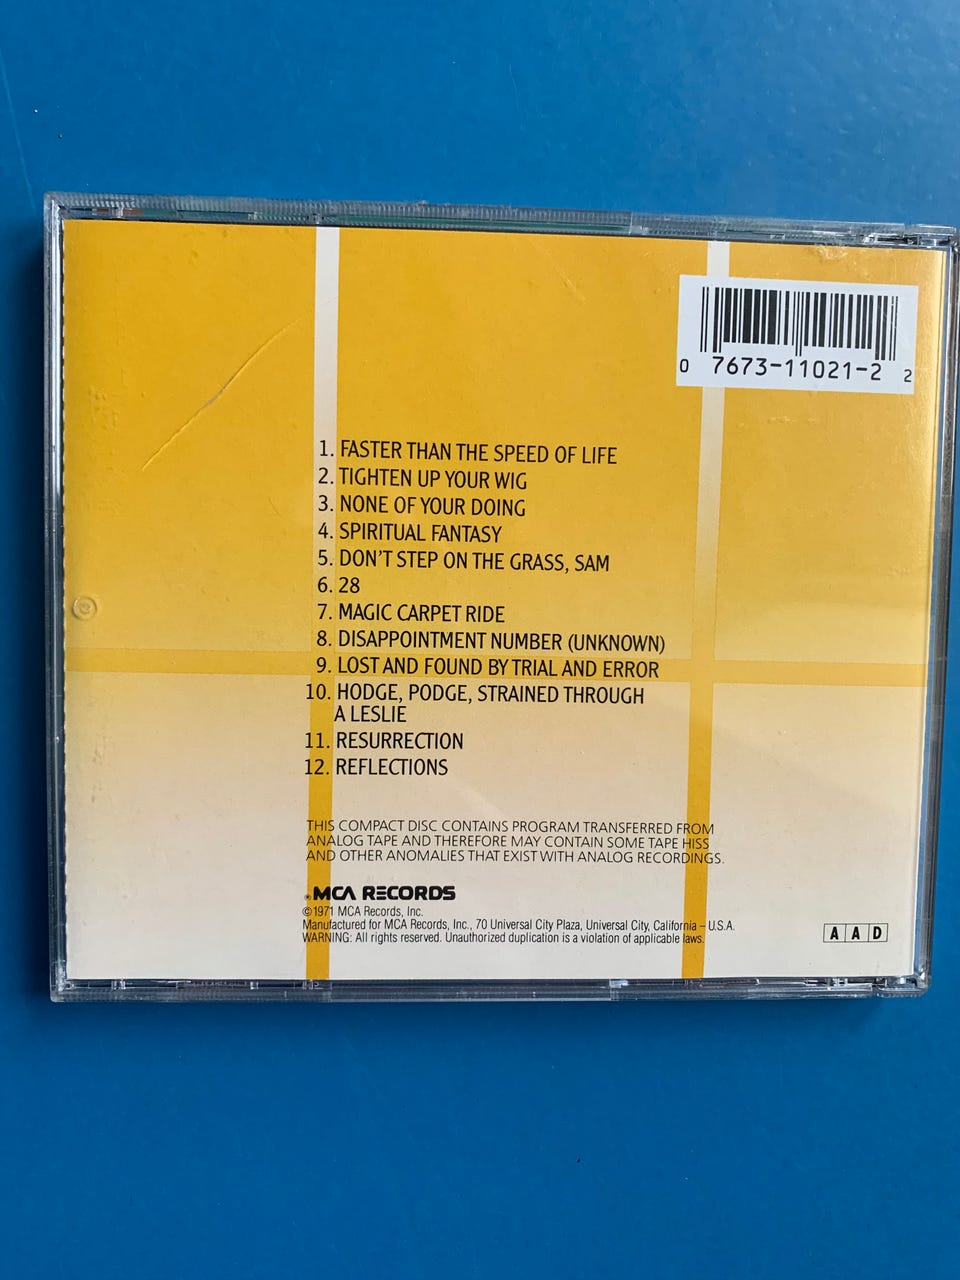 0 7673-11021-2 2
1. FASTER THAN THE SPEED OF LIFE
2. TIGHTEN UP YOUR WIG
3. NONE OF YOUR DOING
4. SPIRITUAL FANTASY
5. DON'T STEP ON THE GRASS, SAM
6. 28
7. MAGIC CARPET RIDE
8. DISAPPOINTMENT NUMBER (UNKNOWN)
9. LOST AND FOUND BY TRIAL AND ERROR
10. HODGE, PODGE, STRAINED THROUGH
A LESLIE
11. RESURRECTION
12. REFLECTIONS
THIS COMPACT DISC CONTAINS PROGRAM TRANSFERRED FROM
ANALOG TAPE AND THEREFORE MAY CONTAIN SOME TAPE HISS
AND OTHER ANOMALIES THAT EXIST WITH ANALOG RECORDINGS.
MCA RECORDS
©1971 MCA Records, Inc.
Manufactured for MCA Records, Inc., 70 Universal City Plaza, Universal City, California – U.S.A.
WARNING: All rights reserved. Unauthorized duplication is a violation of applicable laws.
A A D